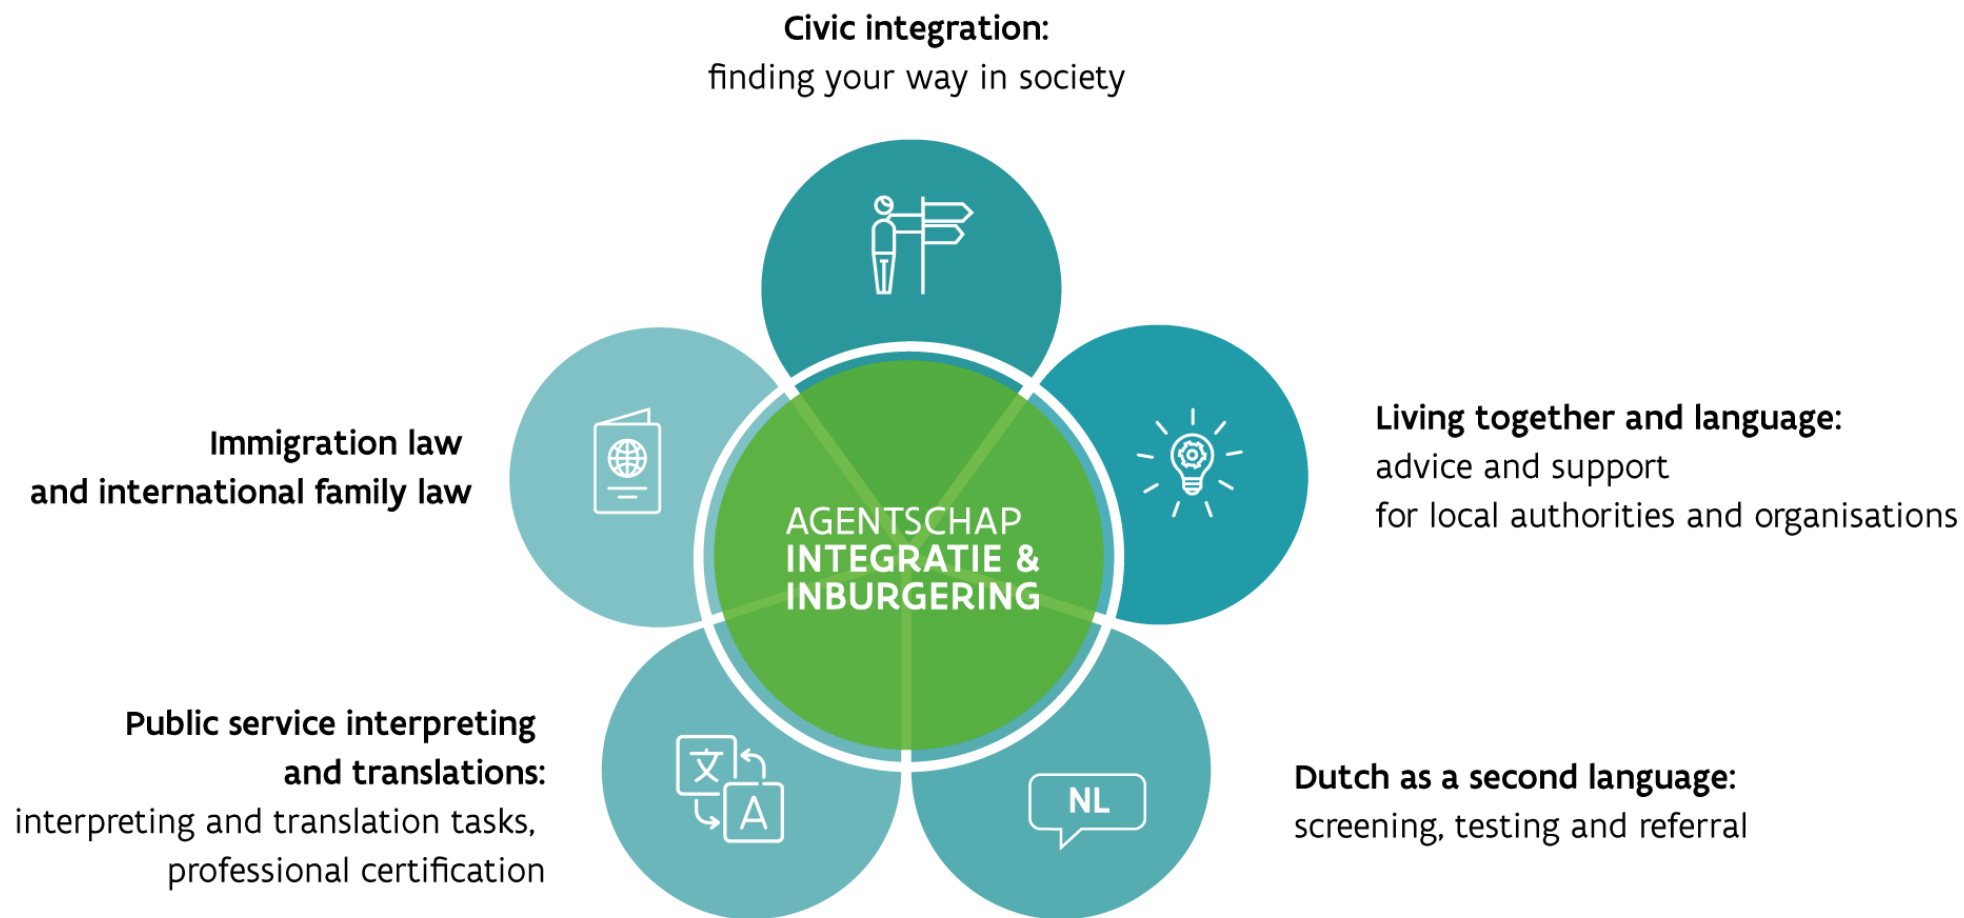 Civic integration:
finding your way in society
Living together and language:
advice and support
for local authorities and organisations
Immigration law
and international family law
AGENTSCHAP
INTEGRATIE &
INBURGERING
Public service interpreting
and translations:
interpreting and translation tasks,
professional certification
文
A
NL
Dutch as a second language:
screening, testing and referral